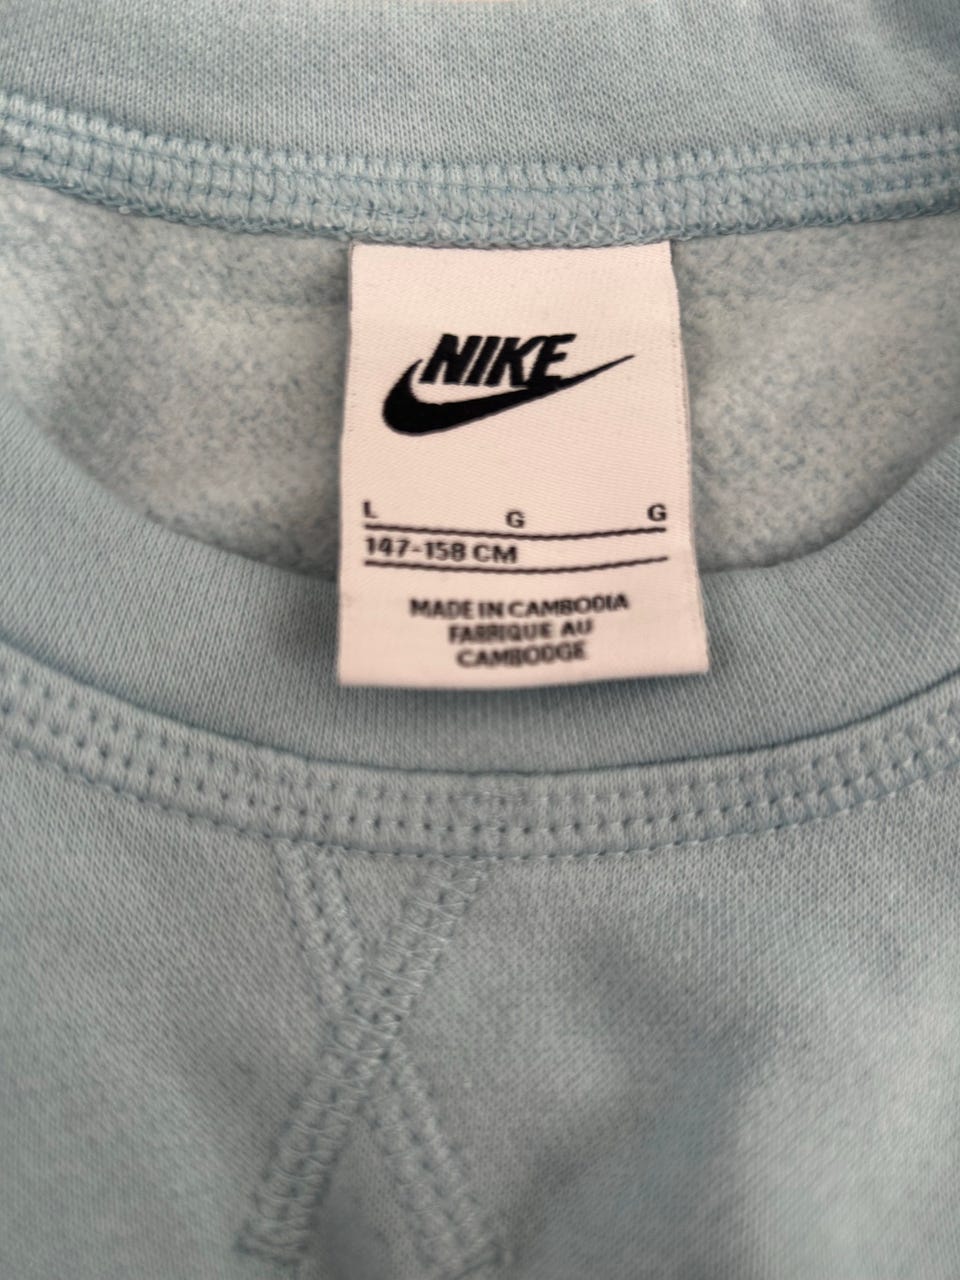 NIKE
L G G
147-158 CM
MADE IN CAMBODIA
FABRIQUE AU
CAMBODGE